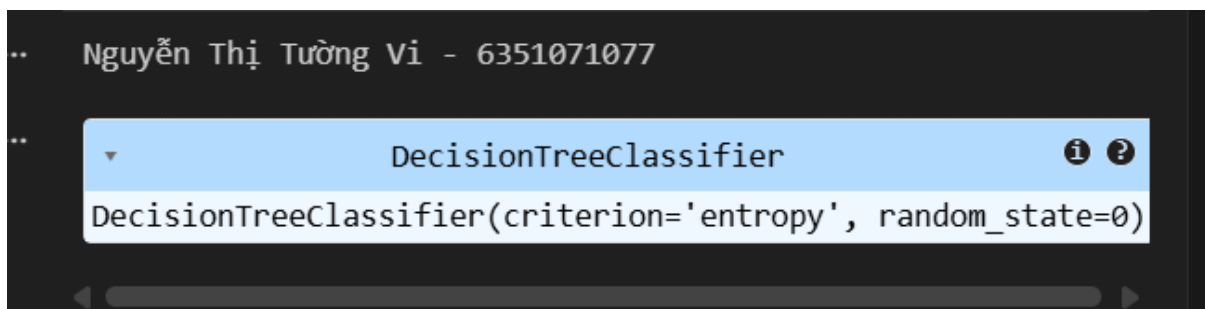 Nguyễn Thị Tường Vi - 6351071077
DecisionTreeClassifier
DecisionTreeClassifier(criterion='entropy', random_state=0)